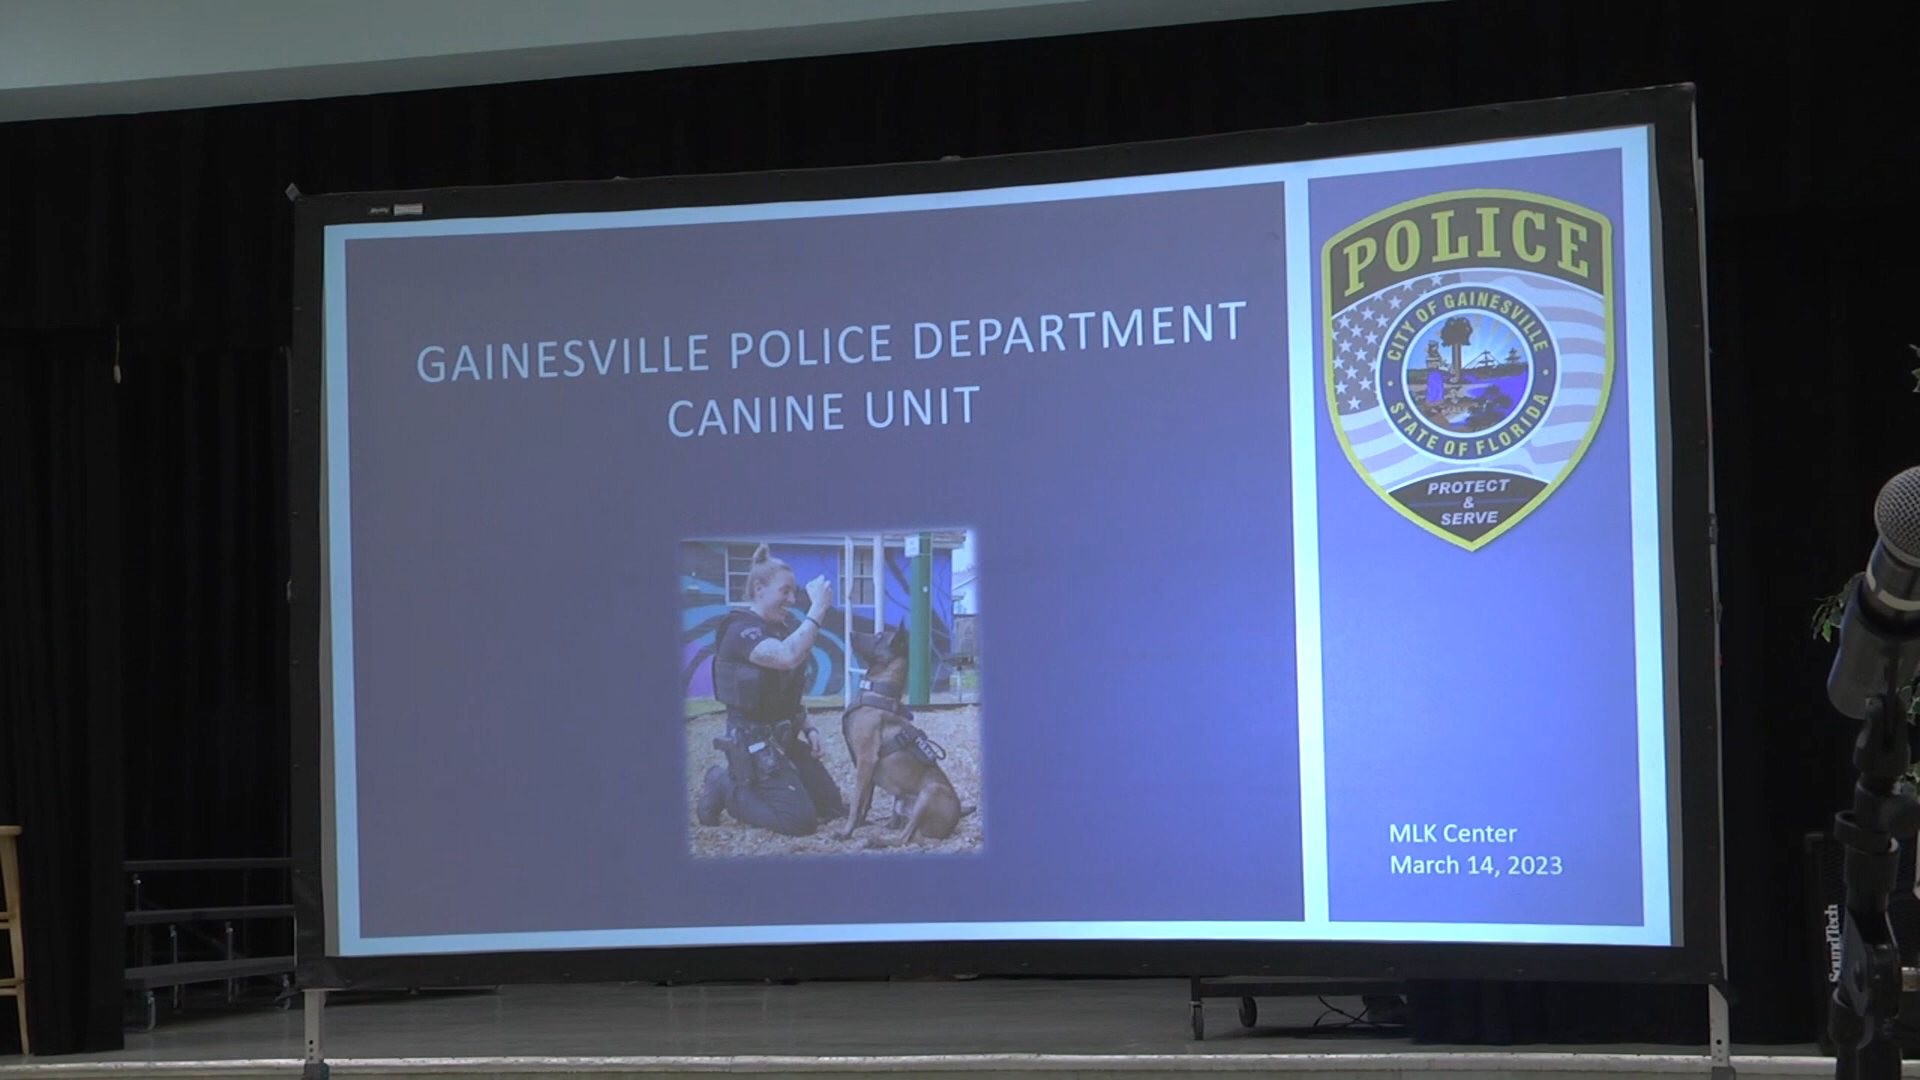 GAINESVILLE POLICE DEPARTMENT
CANINE UNIT
POLICE
CITY OF GAINESVILLE
STATE OF FLORIDA
PROTECT
&
SERVE
MLK Center
March 14, 2023
SoundTech